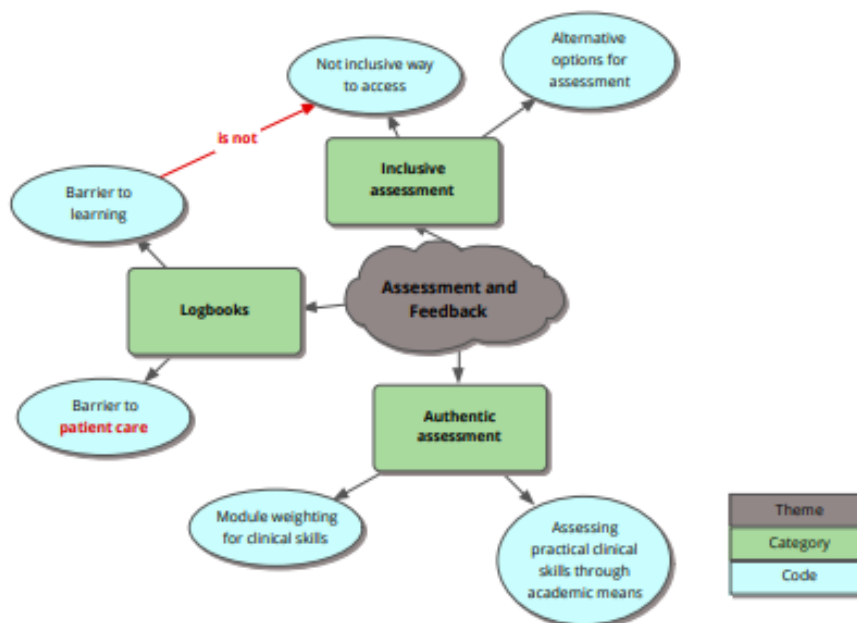 Not inclusive way
to access
Alternative
options for
assessment
is not
Inclusive
assessment
Barrier to
learning
Assessment and
Feedback
Logbooks
Barrier to
patient care
Authentic
assessment
Module weighting
for clinical skills
Assessing
practical clinical
skills through
academic means
Theme
Category
Code